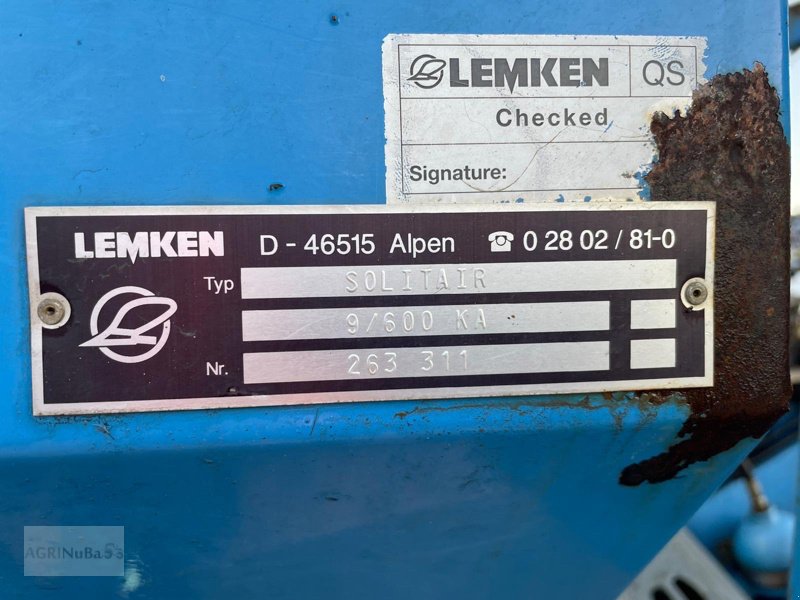 LEMKEN QS
Checked
Signature:
LEMKEN D - 46515 Alpen ☎ 0 28 02 / 81-0
Typ SOLITAIR
9/600 KA
Nr. 263 311
AGRINuBa53